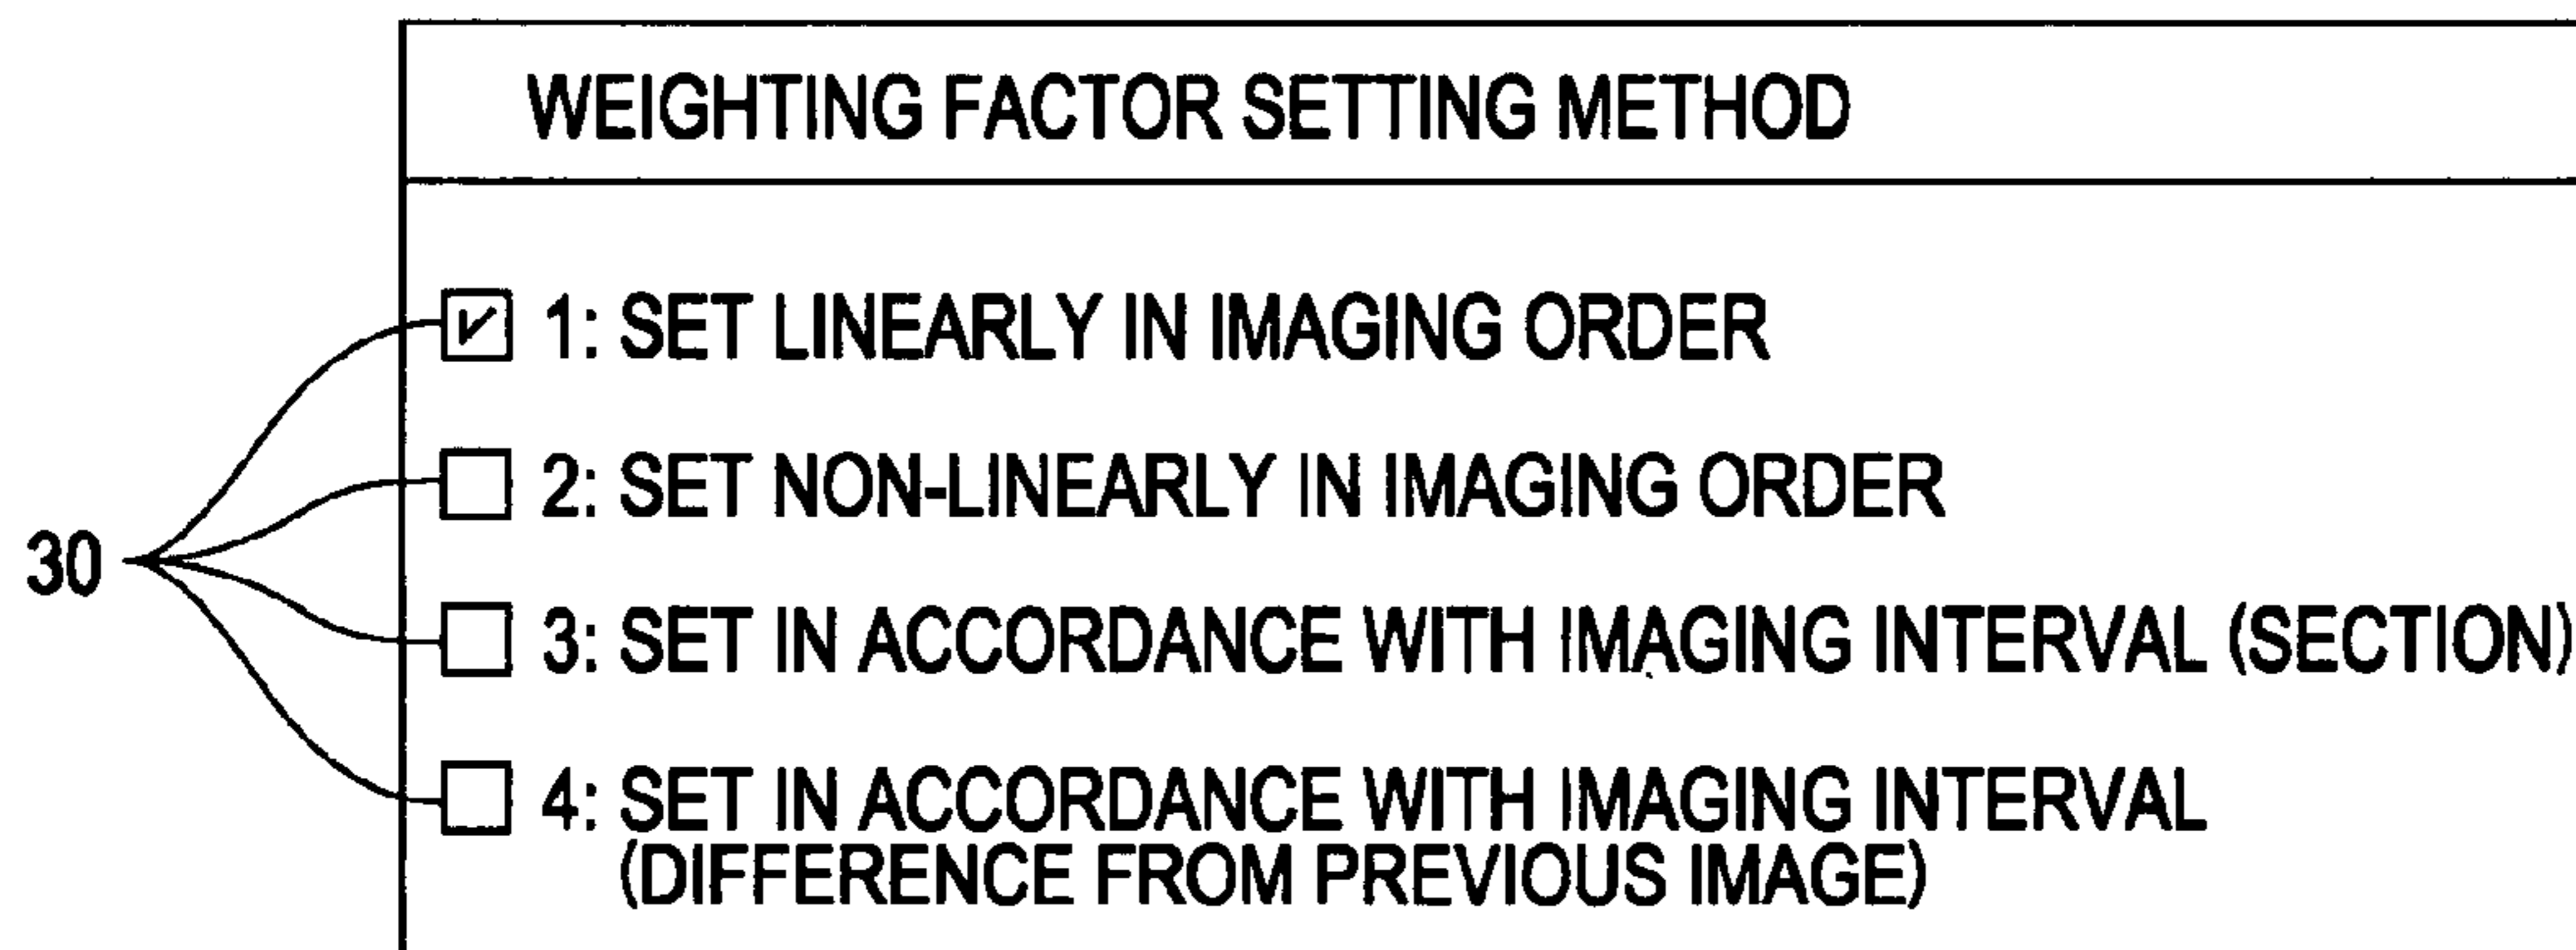 WEIGHTING FACTOR SETTING METHOD
1: SET LINEARLY IN IMAGING ORDER
2: SET NON-LINEARLY IN IMAGING ORDER
30
3: SET IN ACCORDANCE WITH IMAGING INTERVAL (SECTION)
4: SET IN ACCORDANCE WITH IMAGING INTERVAL
(DIFFERENCE FROM PREVIOUS IMAGE)